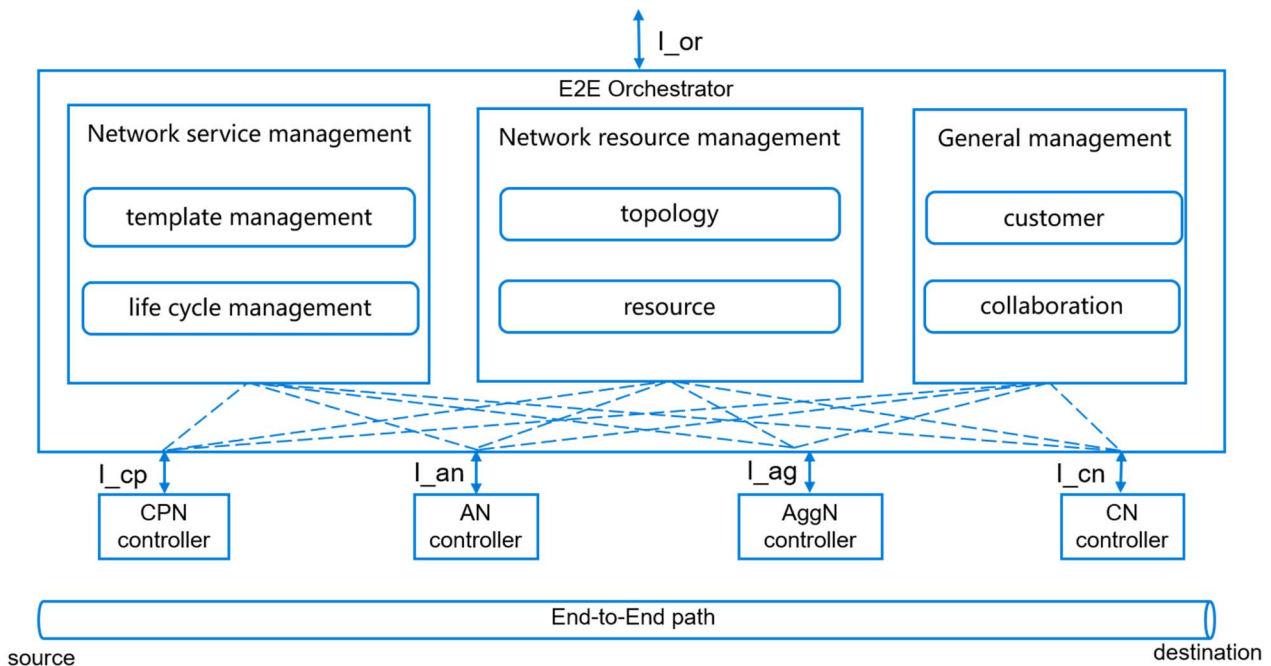 I_or
E2E Orchestrator
Network service management
template management
life cycle management
Network resource management
topology
resource
General management
customer
collaboration
I_cp
I_an
I_ag
I_cn
CPN
controller
AN
controller
AggN
controller
CN
controller
End-to-End path
source
destination